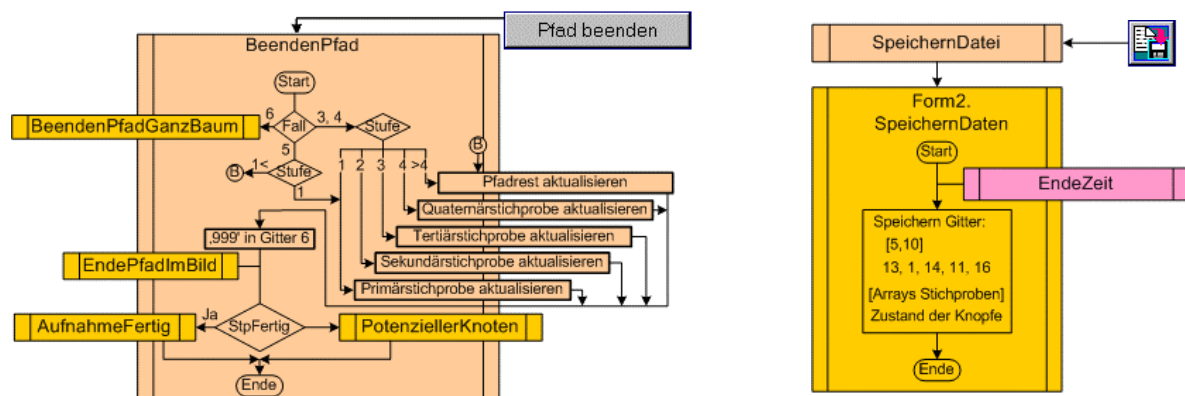 Pfad beenden
BeendenPfad
Start
6
Fall
3, 4
Stufe
BeendenPfadGanzBaum
5
B
1<
Stufe
1
1 2 3 4 >4
B
Pfadrest aktualisieren
Quaternärstichprobe aktualisieren
‚999' in Gitter 6
Tertiärstichprobe aktualisieren
EndePfadImBild
Sekundärstichprobe aktualisieren
Primärstichprobe aktualisieren
AufnahmeFertig
Ja
StpFertig
PotenziellerKnoten
Ende
SpeichernDatei
Form2.
SpeichernDaten
Start
EndeZeit
Speichern Gitter:
[5,10]
13, 1, 14, 11, 16
[Arrays Stichproben]
Zustand der Knopfe
Ende